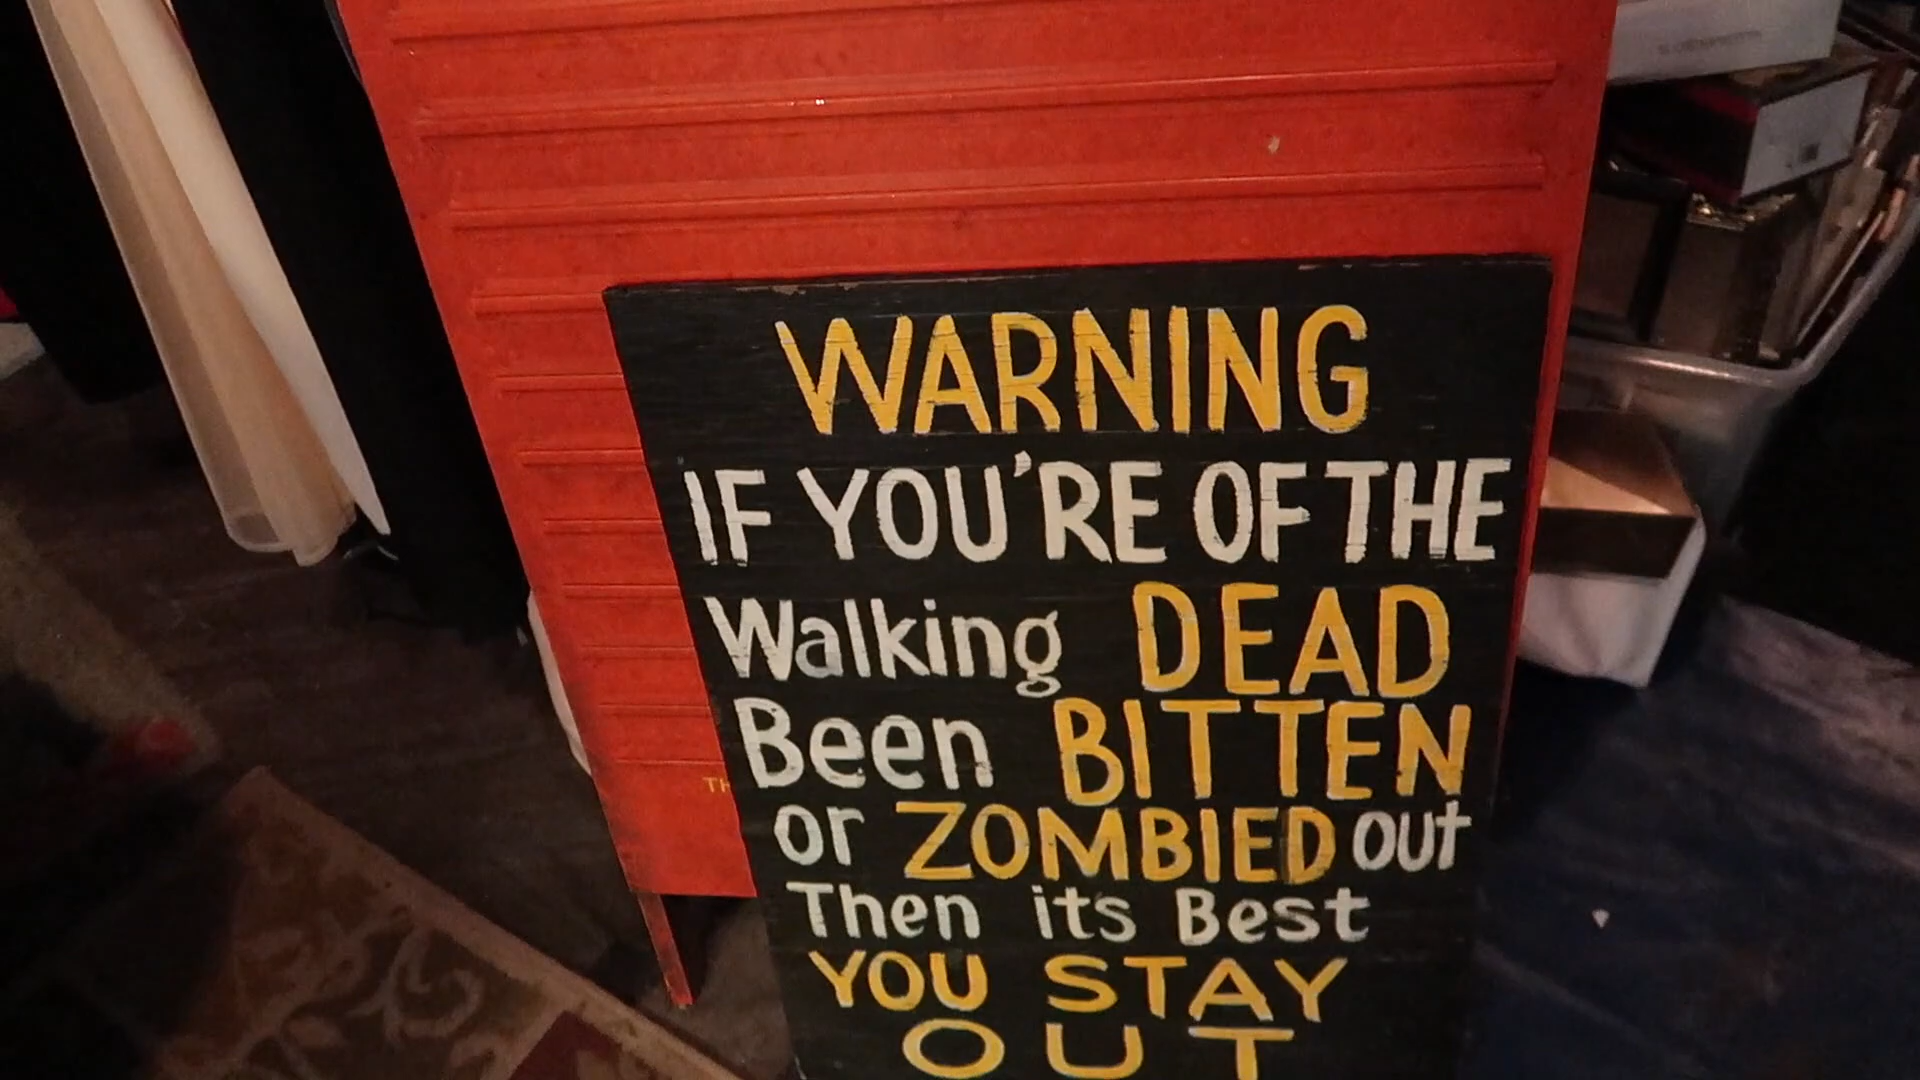 WARNING
IF YOU'RE OF THE
Walking DEAD
Been BITTEN
or ZOMBIED out
Then its Best
YOU STAY
OUT
TH